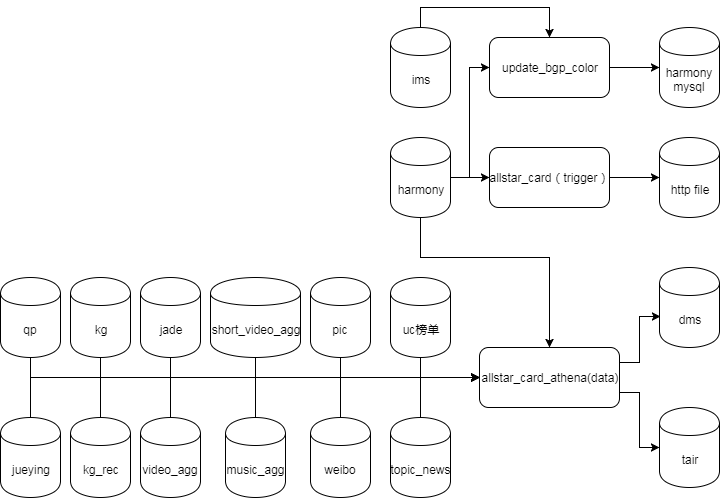 ims
update_bgp_color
harmony
mysql
harmony
allstar_card（trigger）
http file
qp
kg
jade
short_video_agg
pic
uc榜单
dms
allstar_card_athena(data)
jueying
kg_rec
video_agg
music_agg
weibo
topic_news
tair